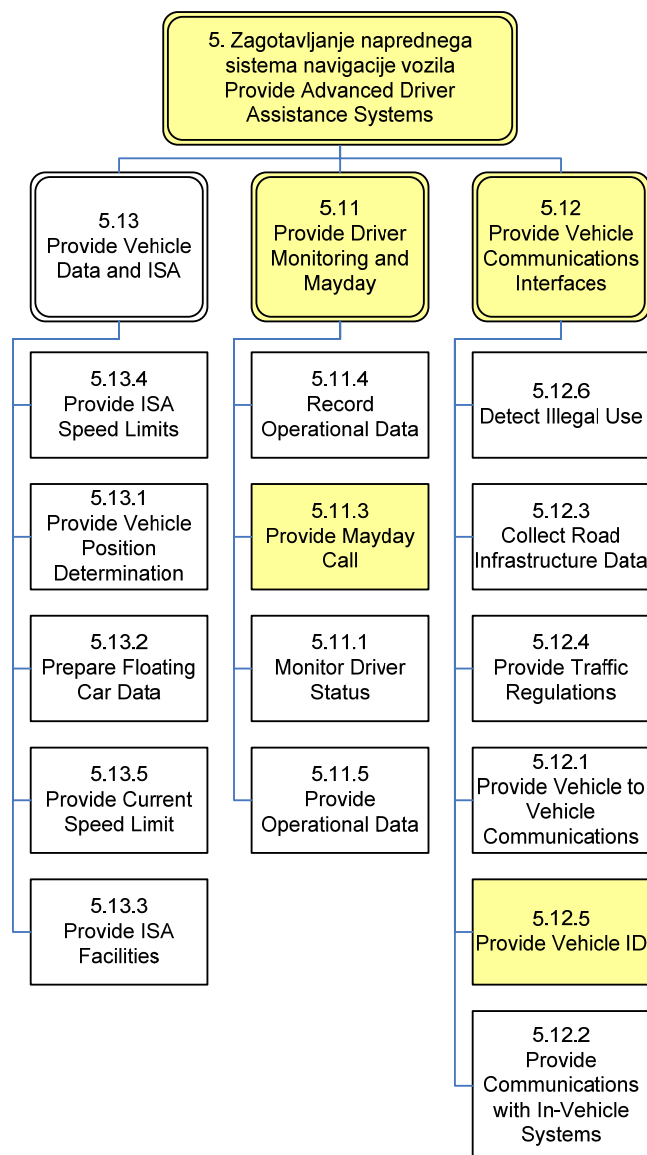 5. Zagotavljanje naprednega
sistema navigacije vozila
Provide Advanced Driver
Assistance Systems
5.13
Provide Vehicle
Data and ISA
5.11
Provide Driver
Monitoring and
Mayday
5.12
Provide Vehicle
Communications
Interfaces
5.13.4
Provide ISA
Speed Limits
5.13.1
Provide Vehicle
Position
Determination
5.13.2
Prepare Floating
Car Data
5.13.5
Provide Current
Speed Limit
5.13.3
Provide ISA
Facilities
5.11.4
Record
Operational Data
5.11.3
Provide Mayday
Call
5.11.1
Monitor Driver
Status
5.11.5
Provide
Operational Data
5.12.6
Detect Illegal Use
5.12.3
Collect Road
Infrastructure Data
5.12.4
Provide Traffic
Regulations
5.12.1
Provide Vehicle to
Vehicle
Communications
5.12.5
Provide Vehicle ID
5.12.2
Provide
Communications
with In-Vehicle
Systems